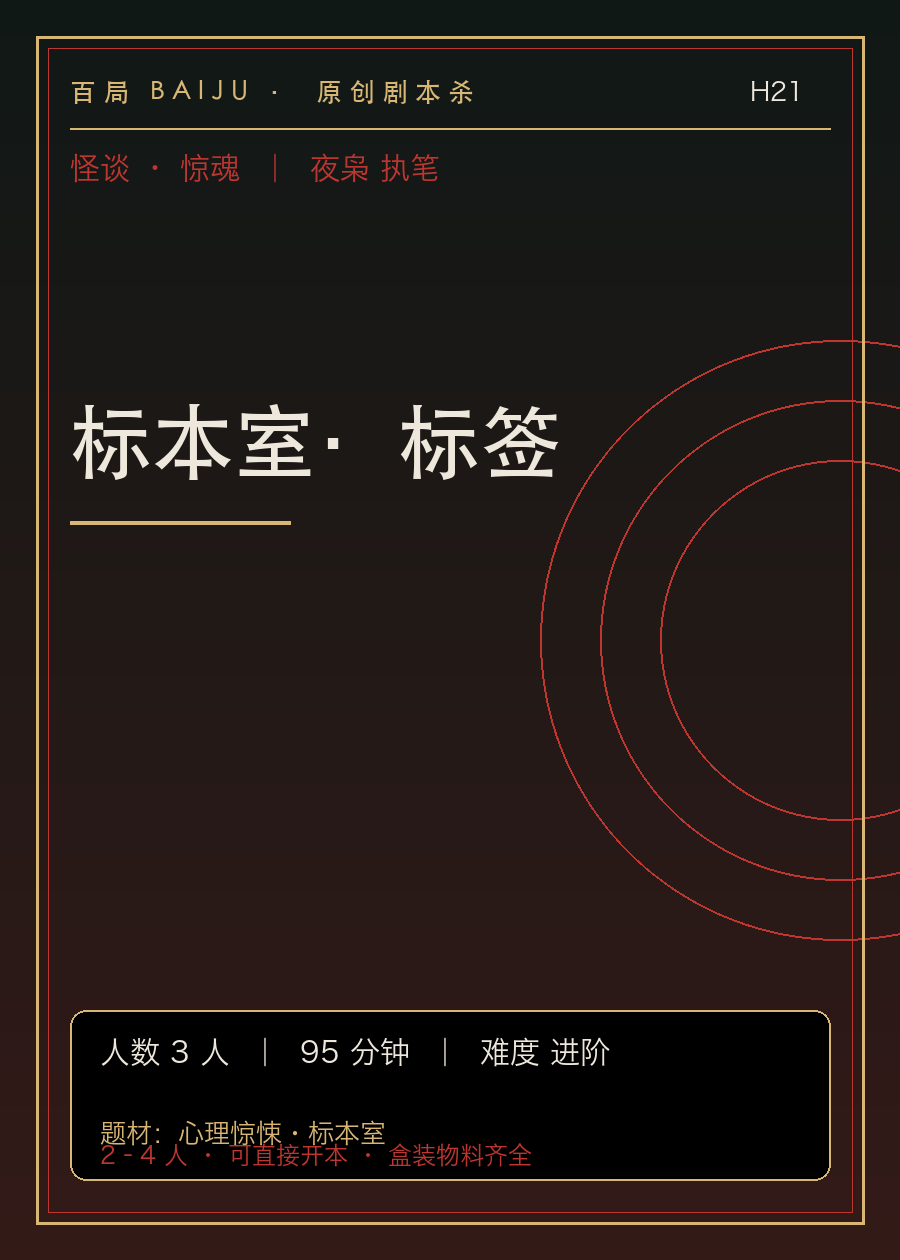 百局 BAIJU · 原创剧本杀
H21
怪谈 · 惊魂 ｜ 夜枭 执笔
标本室· 标签
人数 3 人 ｜ 95 分钟 ｜ 难度 进阶
题材：心理惊悚·标本室
2-4 人 · 可直接开本 · 盒装物料齐全